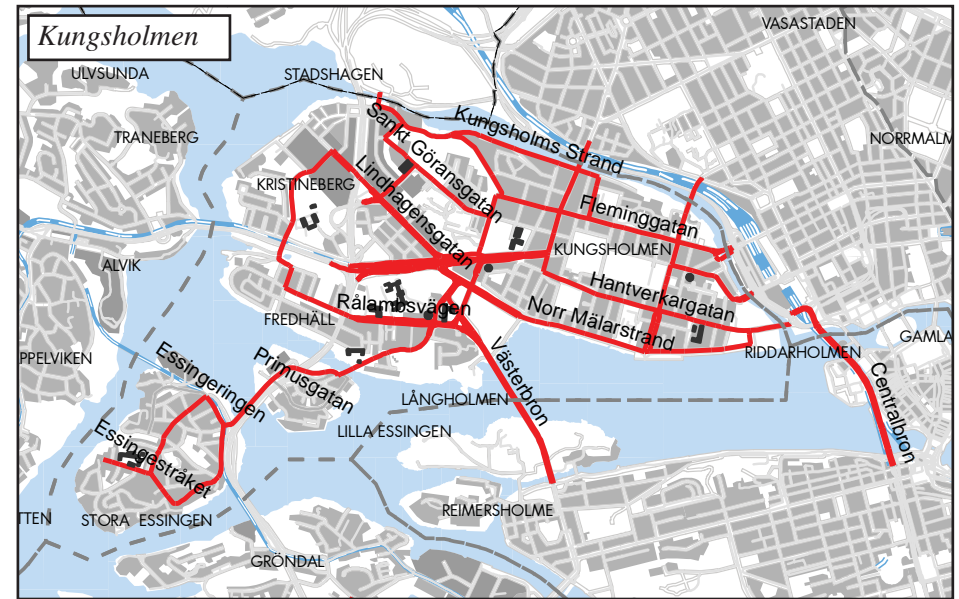 Kungsholmen
VASASTADEN
ULVSUNDA
STADSHAGEN
TRANEBERG
Sankt Göransgatan
Kungsholms Strand
NORRMALM
KRISTINEBERG
Lindhagensgatan
Fleminggatan
KUNGSHOLMEN
ALVIK
Hantverkargatan
Rålambsvägen
Norr Mälarstrand
FREDHÄLL
GAMLA
PPELVIKEN
RIDDARHOLMEN
Essingeringen
Primusgatan
Västerbron
Centralbron
LÅNGHOLMEN
LILLA ESSINGEN
Essingestråket
REIMERSHOLME
TTEN
STORA ESSINGEN
GRÖNDAL